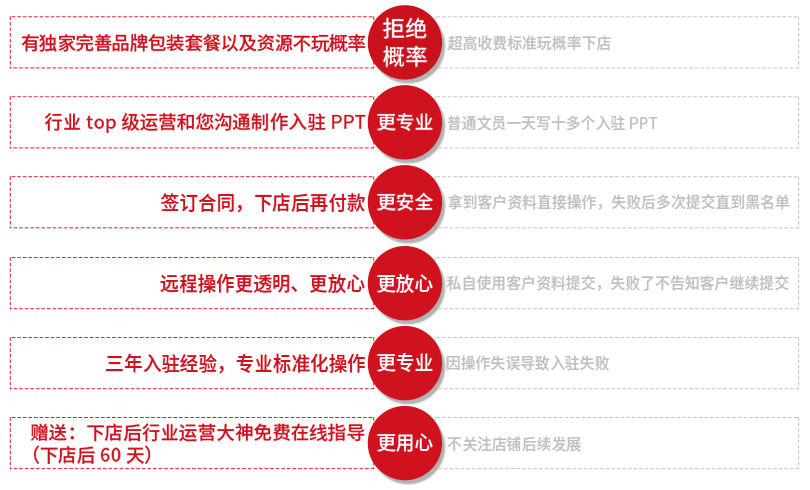 有独家完善品牌包装套餐以及资源不玩概率
拒绝
概率
超高收费标准玩概率下店
行业 top 级运营和您沟通制作入驻 PPT
更专业
普通文员一天写十多个入驻 PPT
签订合同，下店后再付款
更安全
拿到客户资料直接操作，失败后多次提交直到黑名单
远程操作更透明、更放心
更放心
私自使用客户资料提交，失败了不告知客户继续提交
三年入驻经验，专业标准化操作
更专业
因操作失误导致入驻失败
赠送：下店后行业运营大神免费在线指导
（下店后 60 天）
更用心
不关注店铺后续发展